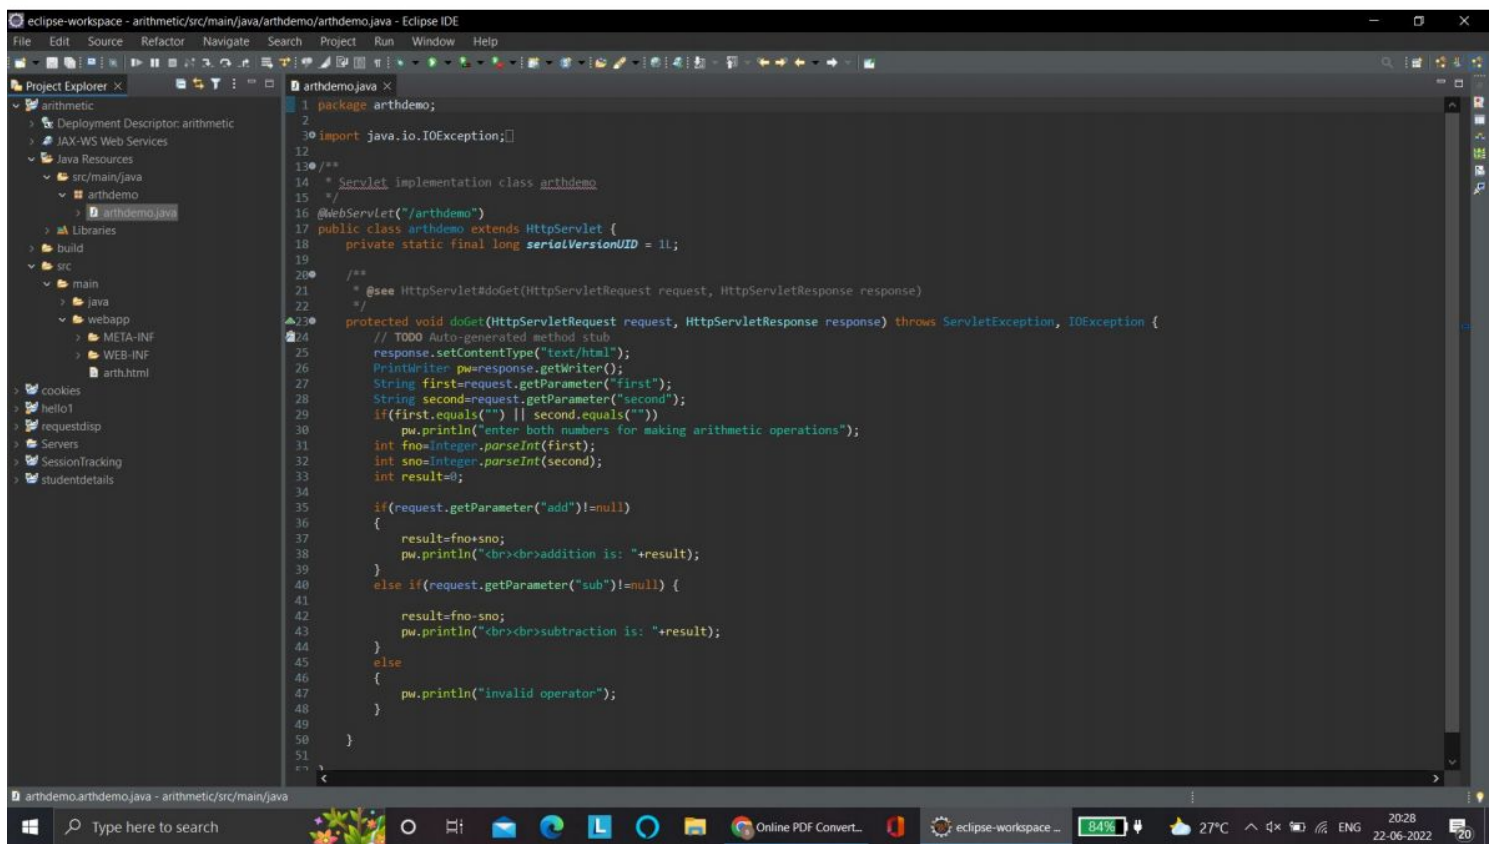 eclipse-workspace - arithmetic/src/main/java/arthdemo/arthdemo.java - Eclipse IDE
File Edit Source Refactor Navigate Search Project Run Window Help
Project Explorer
arithmetic
Deployment Descriptor: arithmetic
JAX-WS Web Services
Java Resources
src/main/java
arthdemo
arthdemo.java
Libraries
build
src
main
java
webapp
META-INF
WEB-INF
arth.html
cookies
hello1
requestdisp
Servers
SessionTracking
studentdetails
arthdemo.java
1 package arthdemo;
2
3 import java.io.IOException;
12
13 /**
14 * Servlet implementation class arthdemo
15 */
16 @WebServlet("/arthdemo")
17 public class arthdemo extends HttpServlet {
18 private static final long serialVersionUID = 1L;
19
20 /**
21 * @see HttpServlet#doGet(HttpServletRequest request, HttpServletResponse response)
22 */
23 protected void doGet(HttpServletRequest request, HttpServletResponse response) throws ServletException, IOException {
24 // TODO Auto-generated method stub
25 response.setContentType("text/html");
26 PrintWriter pw=response.getWriter();
27 String first=request.getParameter("first");
28 String second=request.getParameter("second");
29 if(first.equals("") || second.equals(""))
30 pw.println("enter both numbers for making arithmetic operations");
31 int fno=Integer.parseInt(first);
32 int sno=Integer.parseInt(second);
33 int result=0;
34
35 if(request.getParameter("add")!=null)
36 {
37 result=fno+sno;
38 pw.println("<br><br>addition is: "+result);
39 }
40 else if(request.getParameter("sub")!=null) {
41
42 result=fno-sno;
43 pw.println("<br><br>subtraction is: "+result);
44 }
45 else
46 {
47 pw.println("invalid operator");
48 }
49
50 }
51
arthdemo.arthdemo.java - arithmetic/src/main/java
Type here to search
L
Online PDF Convert...
eclipse-workspace ...
84%
27°C
ENG
20:28
22-06-2022
20